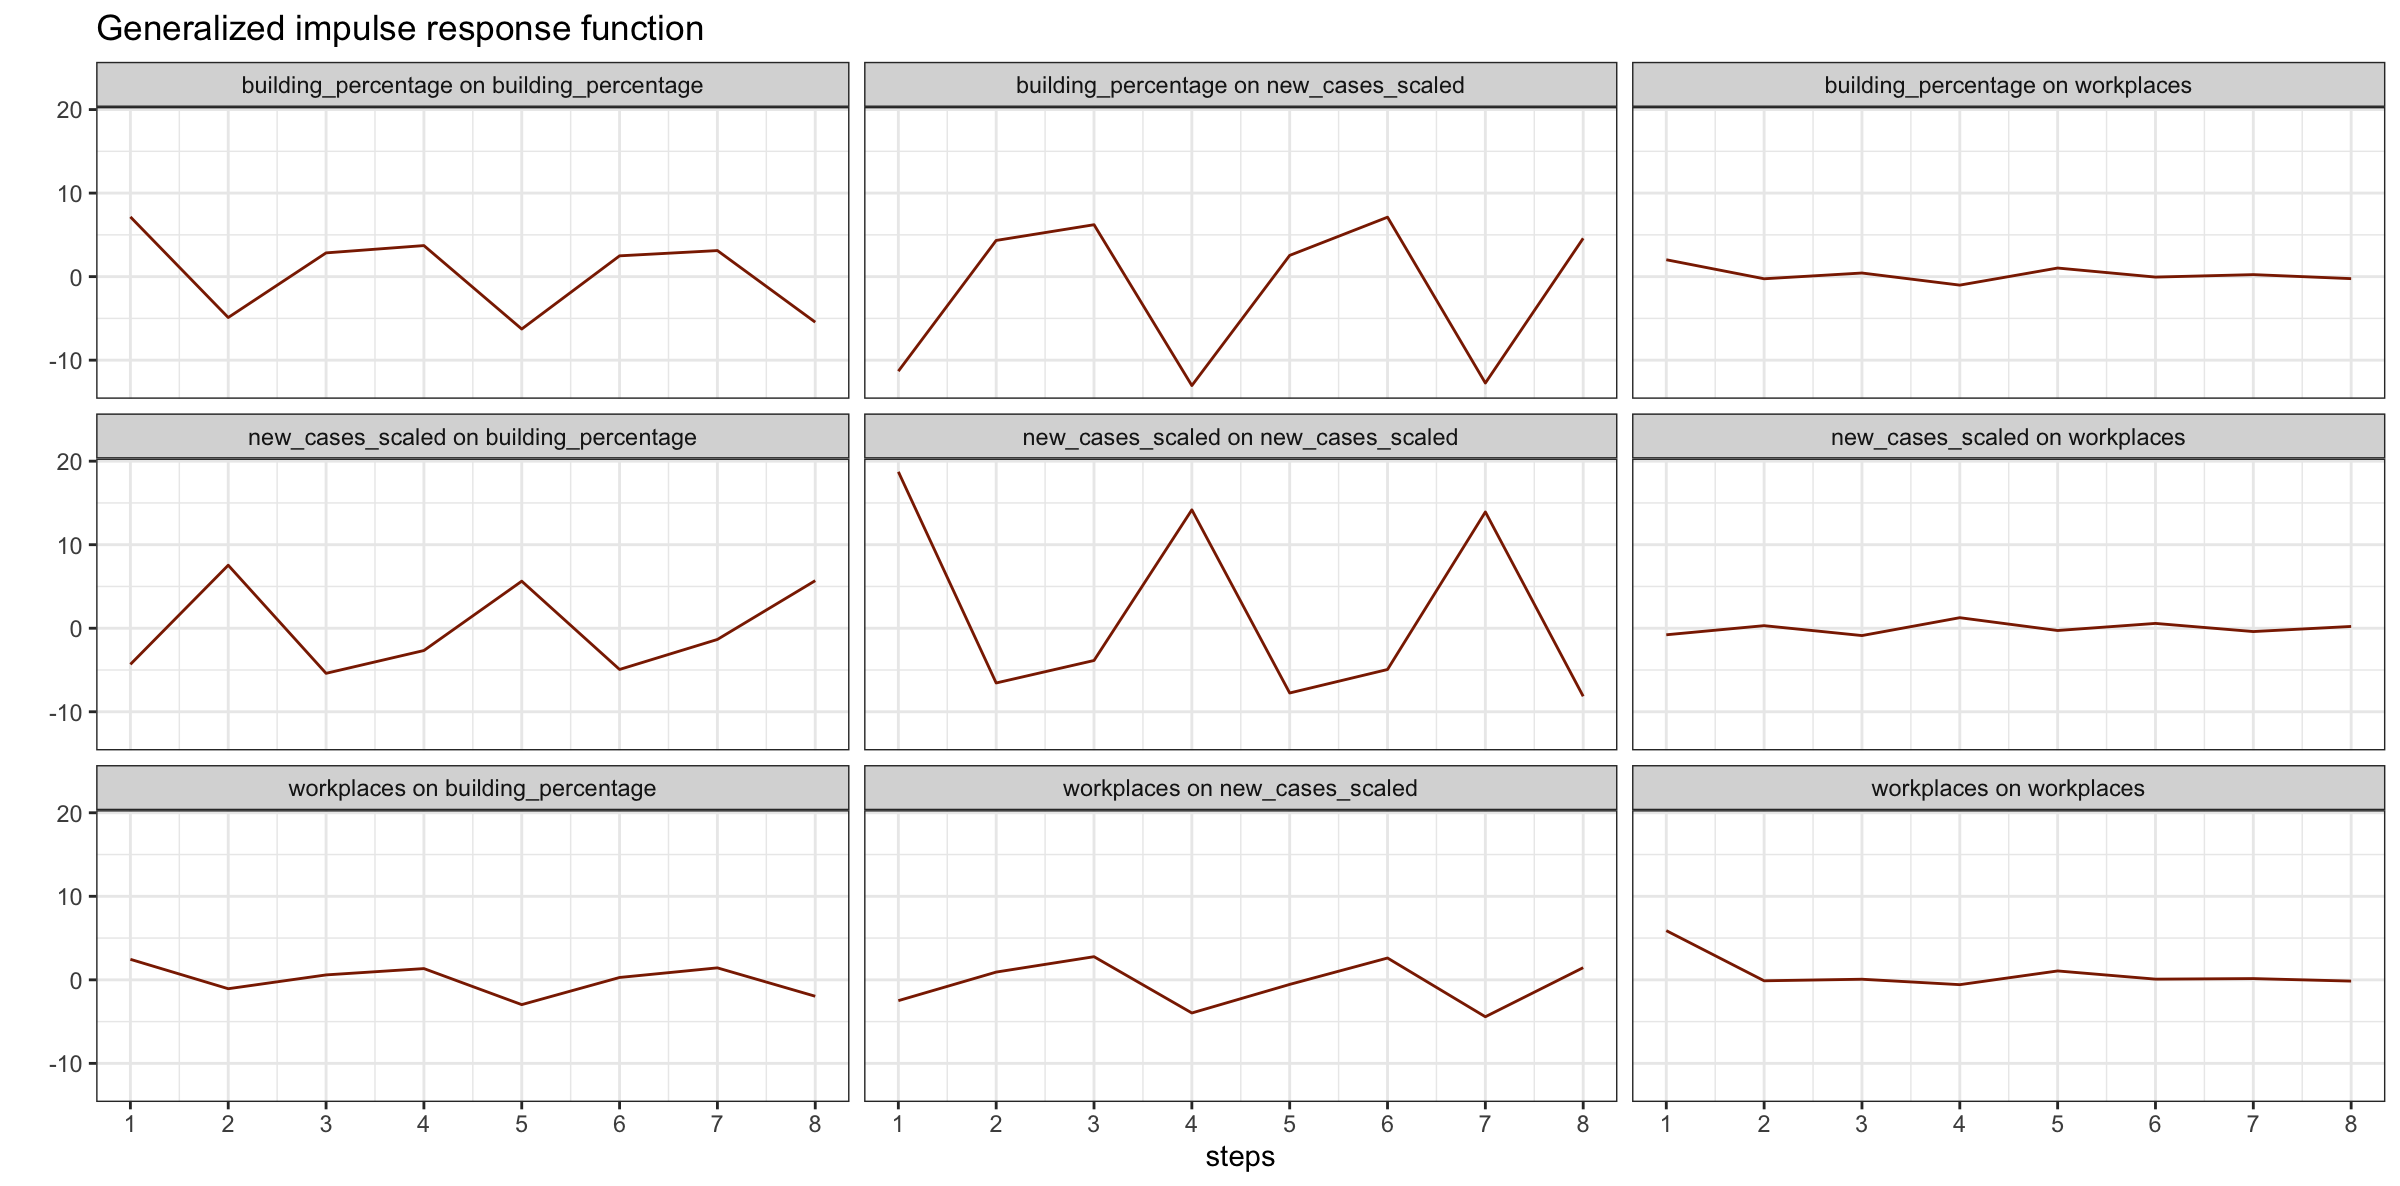 Generalized impulse response function
building_percentage on building_percentage
building_percentage on new_cases_scaled
building_percentage on workplaces
20
10
0
-10
new_cases_scaled on building_percentage
new_cases_scaled on new_cases_scaled
new_cases_scaled on workplaces
20
10
0
-10
workplaces on building_percentage
workplaces on new_cases_scaled
workplaces on workplaces
20
10
0
-10
1 2 3 4 5 6 7 8
1 2 3 4 5 6 7 8
1 2 3 4 5 6 7 8
steps